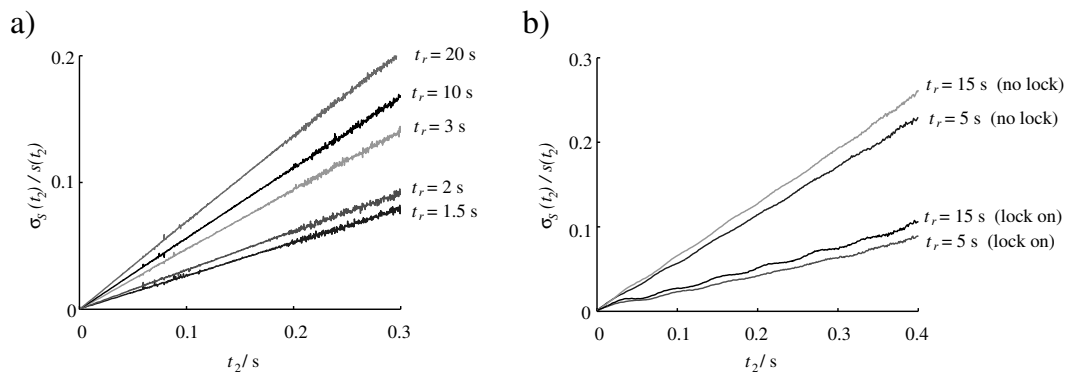 a)
0.2
0.1
0
σ_S(t_2) / s(t_2)
t_r = 20 s
t_r = 10 s
t_r = 3 s
t_r = 2 s
t_r = 1.5 s
0 0.1 0.2 0.3
t_2 / s
b)
0.3
0.2
0.1
0
σ_S(t_2) / s(t_2)
t_r = 15 s (no lock)
t_r = 5 s (no lock)
t_r = 15 s (lock on)
t_r = 5 s (lock on)
0 0.1 0.2 0.3 0.4
t_2 / s